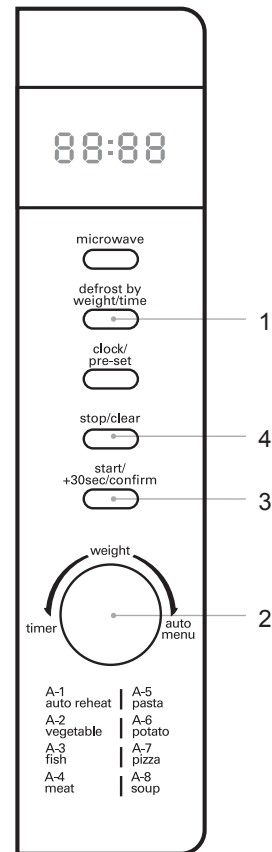 88:88
microwave
defrost by
weight/time
1
clock/
pre-set
stop/clear
4
start/
+30sec/confirm
3
weight
timer
auto
menu
2
A-1
auto reheat
A-2
vegetable
A-3
fish
A-4
meat
A-5
pasta
A-6
potato
A-7
pizza
A-8
soup